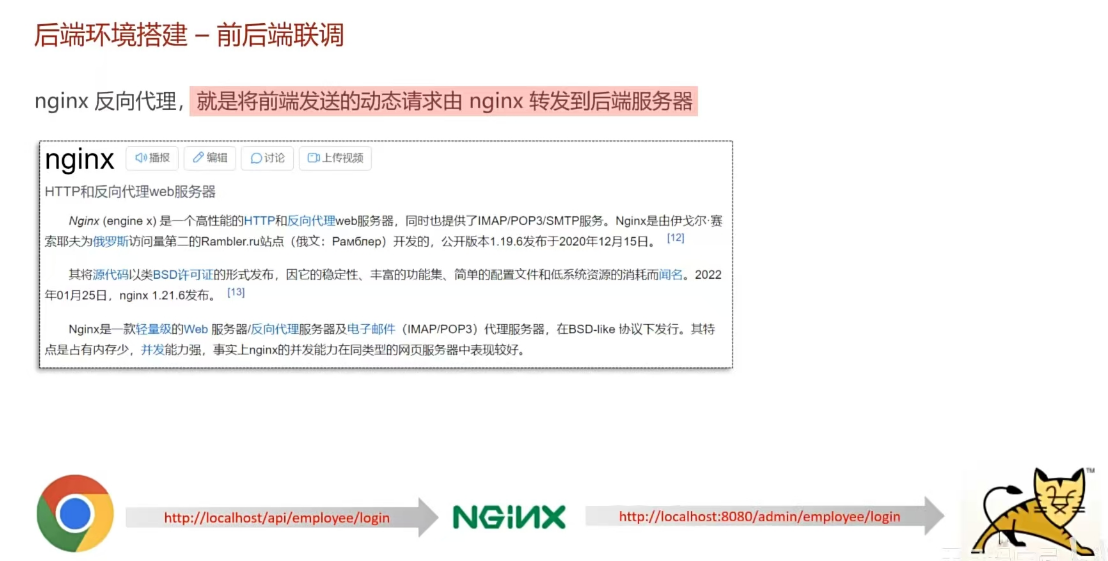 后端环境搭建 – 前后端联调
nginx 反向代理，就是将前端发送的动态请求由 nginx 转发到后端服务器
nginx 播报 编辑 讨论 上传视频
HTTP和反向代理web服务器
Nginx (engine x) 是一个高性能的HTTP和反向代理web服务器，同时也提供了IMAP/POP3/SMTP服务。Nginx是由伊戈尔·赛
索耶夫为俄罗斯访问量第二的Rambler.ru站点（俄文：Рамблер）开发的，公开版本1.19.6发布于2020年12月15日。 [12]
其将源代码以类BSD许可证的形式发布，因它的稳定性、丰富的功能集、简单的配置文件和低系统资源的消耗而闻名。2022
年01月25日，nginx 1.21.6发布。 [13]
Nginx是一款轻量级的Web 服务器/反向代理服务器及电子邮件（IMAP/POP3）代理服务器，在BSD-like 协议下发行。其特
点是占有内存少，并发能力强，事实上nginx的并发能力在同类型的网页服务器中表现较好。
http://localhost/api/employee/login
NGINX
http://localhost:8080/admin/employee/login
TM